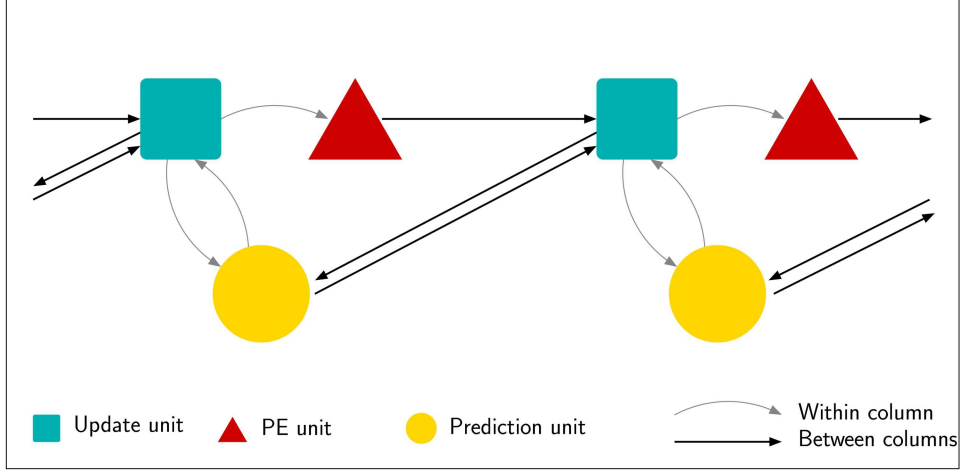 Update unit
PE unit
Prediction unit
Within column
Between columns